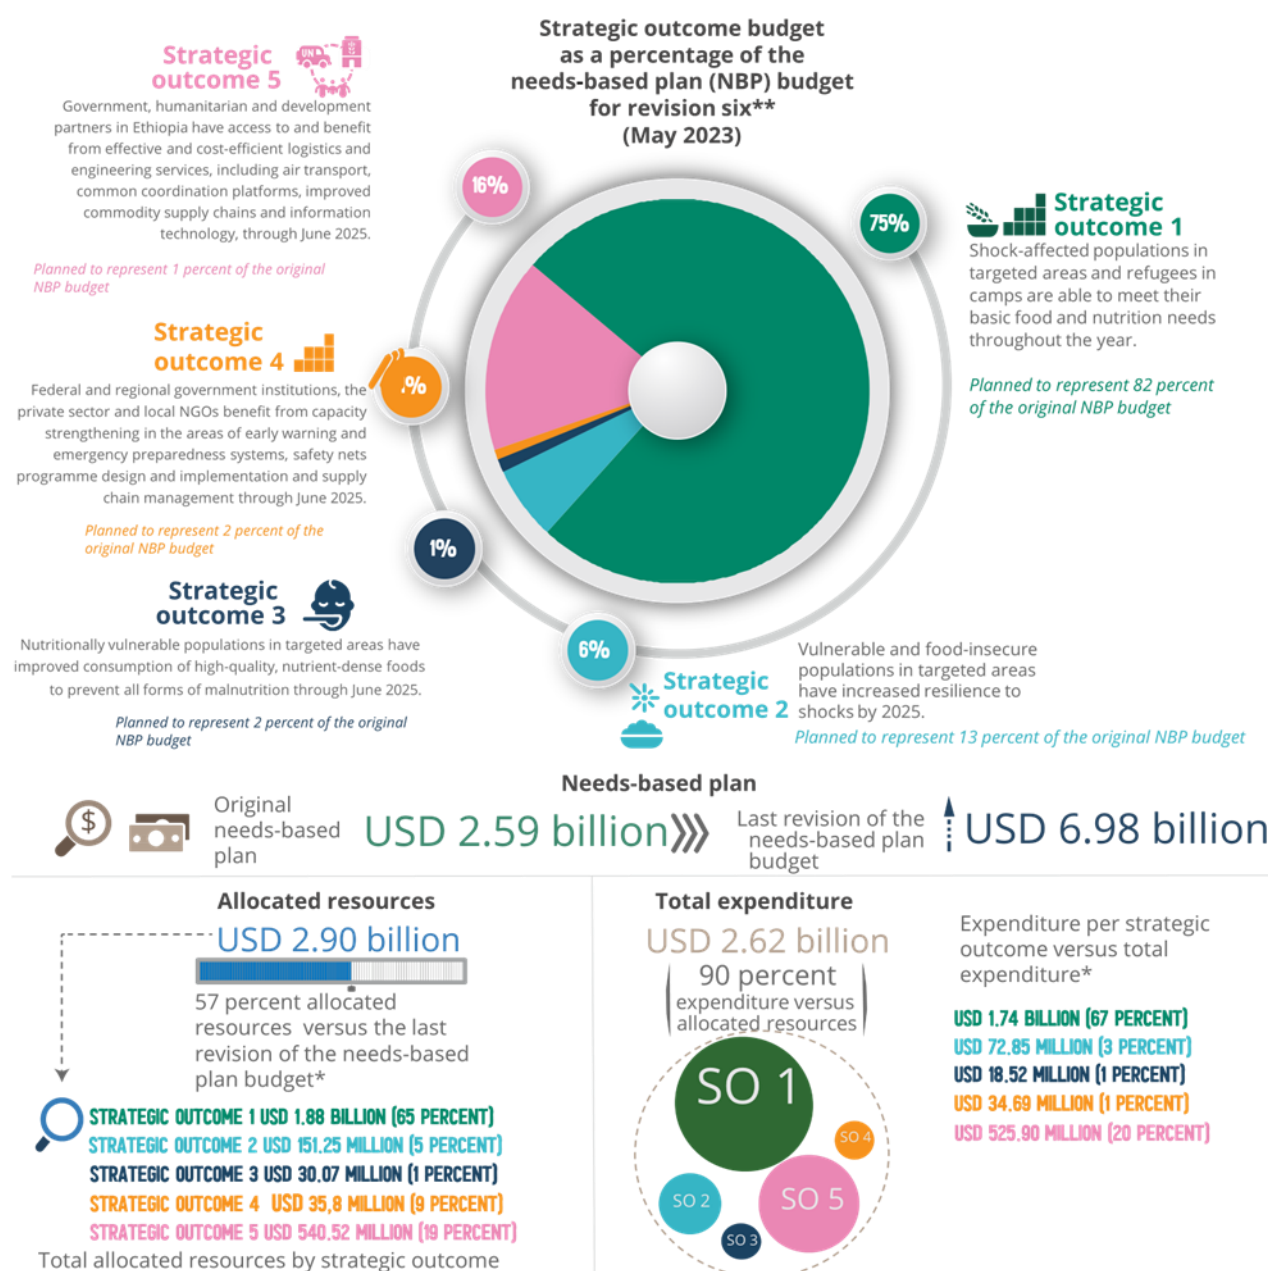 Strategic outcome budget
as a percentage of the
needs-based plan (NBP) budget
for revision six**
(May 2023)
Strategic
outcome 5
UN
Government, humanitarian and development
partners in Ethiopia have access to and benefit
from effective and cost-efficient logistics and
engineering services, including air transport,
common coordination platforms, improved
commodity supply chains and information
technology, through June 2025.
Planned to represent 1 percent of the original
NBP budget
16%
75%
Strategic
outcome 1
Shock-affected populations in
targeted areas and refugees in
camps are able to meet their
basic food and nutrition needs
throughout the year.
Planned to represent 82 percent
of the original NBP budget
Strategic
outcome 4
Federal and regional government institutions, the
private sector and local NGOs benefit from capacity
strengthening in the areas of early warning and
emergency preparedness systems, safety nets
programme design and implementation and supply
chain management through June 2025.
Planned to represent 2 percent of the
original NBP budget
.%
1%
Strategic
outcome 3
Nutritionally vulnerable populations in targeted areas have
improved consumption of high-quality, nutrient-dense foods
to prevent all forms of malnutrition through June 2025.
Planned to represent 2 percent of the original
NBP budget
6%
Strategic
outcome 2
Vulnerable and food-insecure
populations in targeted areas
have increased resilience to
shocks by 2025.
Planned to represent 13 percent of the original NBP budget
Needs-based plan
$
Original
needs-based
plan
USD 2.59 billion
Last revision of the
needs-based plan
budget
USD 6.98 billion
Allocated resources
USD 2.90 billion
57 percent allocated
resources versus the last
revision of the needs-based
plan budget*
STRATEGIC OUTCOME 1 USD 1.88 BILLION (65 PERCENT)
STRATEGIC OUTCOME 2 USD 151.25 MILLION (5 PERCENT)
STRATEGIC OUTCOME 3 USD 30.07 MILLION (1 PERCENT)
STRATEGIC OUTCOME 4 USD 35,8 MILLION (9 PERCENT)
STRATEGIC OUTCOME 5 USD 540.52 MILLION (19 PERCENT)
Total allocated resources by strategic outcome
Total expenditure
USD 2.62 billion
90 percent
expenditure versus
allocated resources
SO 1
SO 4
SO 2
SO 5
SO 3
Expenditure per strategic
outcome versus total
expenditure*
USD 1.74 BILLION (67 PERCENT)
USD 72.85 MILLION (3 PERCENT)
USD 18.52 MILLION (1 PERCENT)
USD 34.69 MILLION (1 PERCENT)
USD 525.90 MILLION (20 PERCENT)